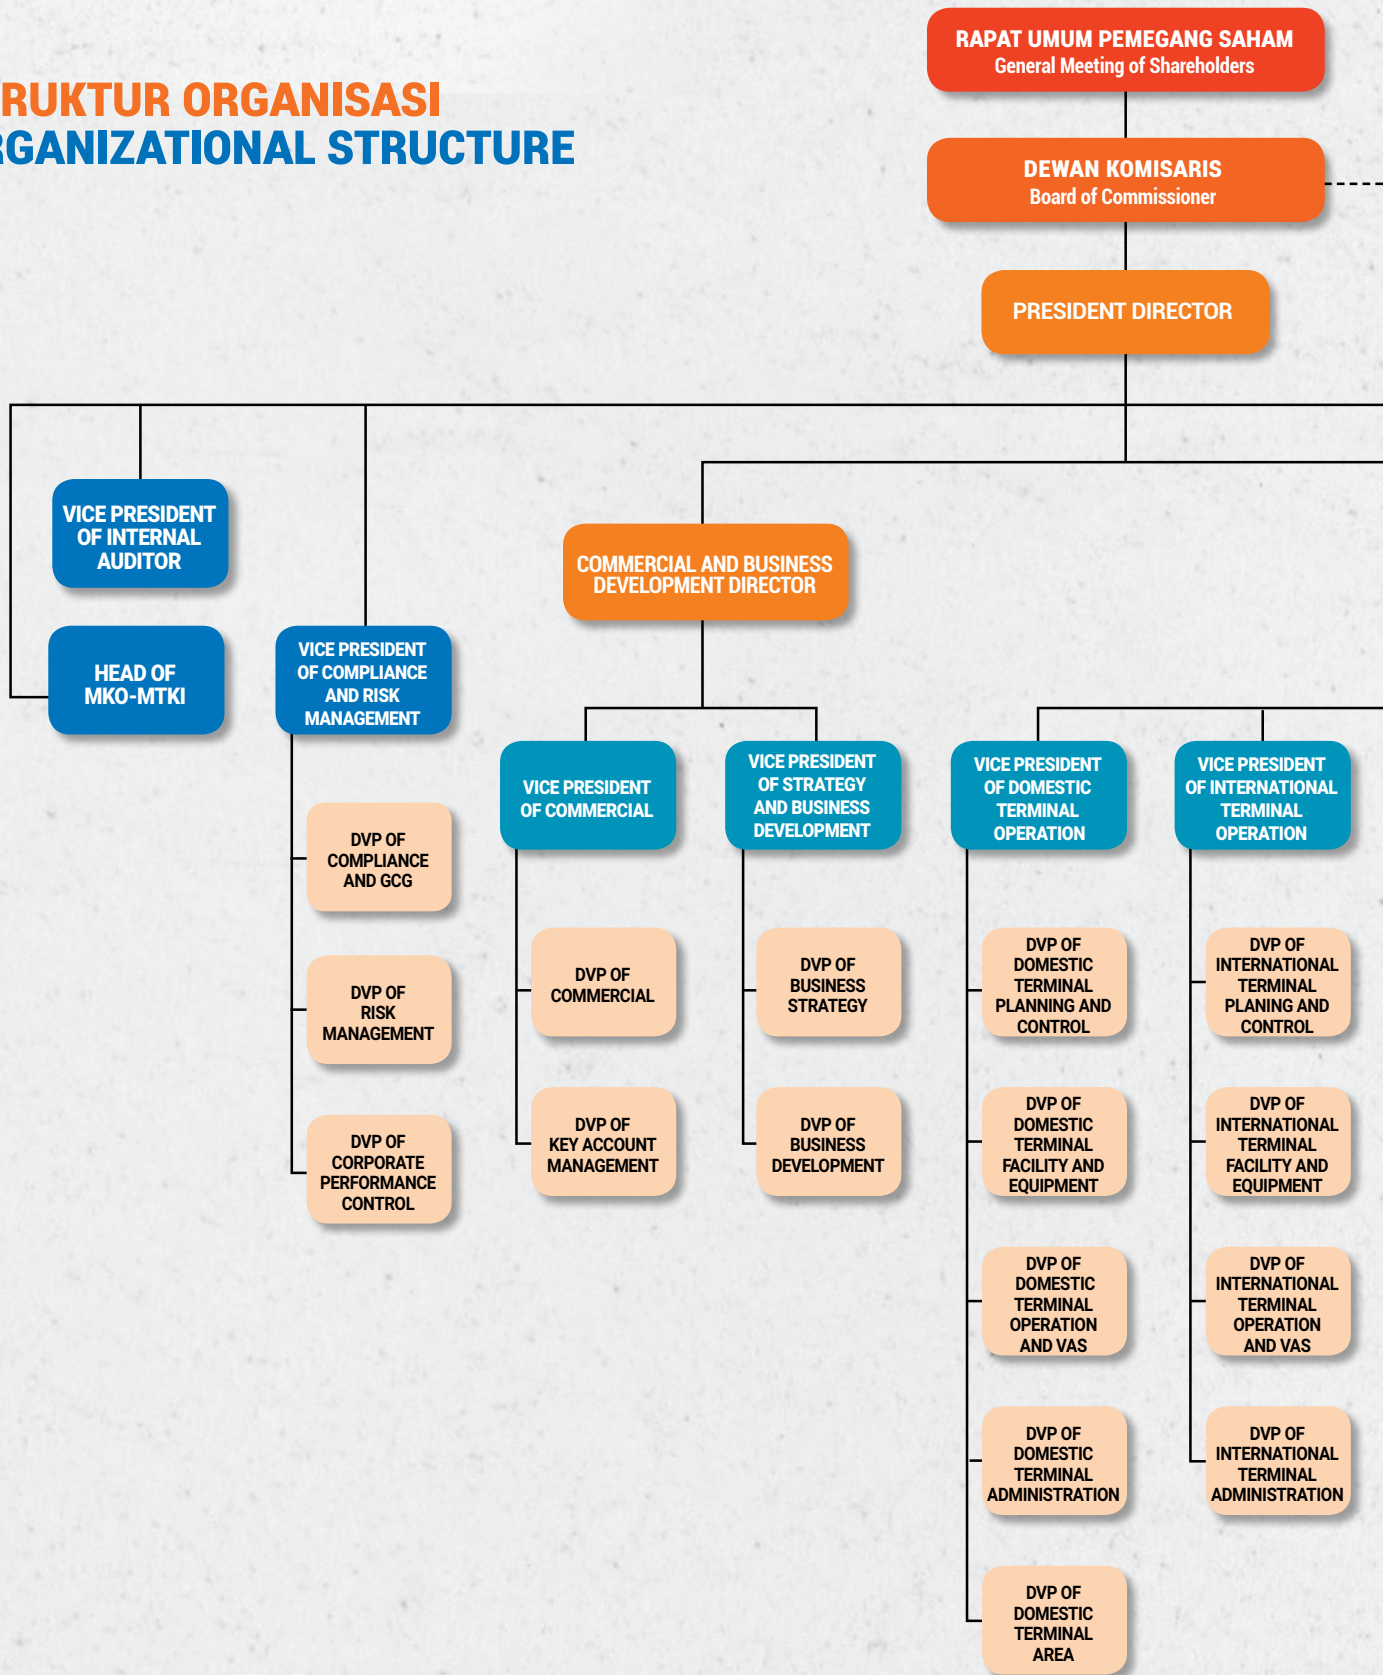 RUKTUR ORGANISASI
RGANIZATIONAL STRUCTURE
RAPAT UMUM PEMEGANG SAHAM
General Meeting of Shareholders
DEWAN KOMISARIS
Board of Commissioner
PRESIDENT DIRECTOR
VICE PRESIDENT
OF INTERNAL
AUDITOR
HEAD OF
MKO-MTKI
VICE PRESIDENT
OF COMPLIANCE
AND RISK
MANAGEMENT
DVP OF
COMPLIANCE
AND GCG
DVP OF
RISK
MANAGEMENT
DVP OF
CORPORATE
PERFORMANCE
CONTROL
COMMERCIAL AND BUSINESS
DEVELOPMENT DIRECTOR
VICE PRESIDENT
OF COMMERCIAL
DVP OF
COMMERCIAL
DVP OF
KEY ACCOUNT
MANAGEMENT
VICE PRESIDENT
OF STRATEGY
AND BUSINESS
DEVELOPMENT
DVP OF
BUSINESS
STRATEGY
DVP OF
BUSINESS
DEVELOPMENT
VICE PRESIDENT
OF DOMESTIC
TERMINAL
OPERATION
DVP OF
DOMESTIC
TERMINAL
PLANNING AND
CONTROL
DVP OF
DOMESTIC
TERMINAL
FACILITY AND
EQUIPMENT
DVP OF
DOMESTIC
TERMINAL
OPERATION
AND VAS
DVP OF
DOMESTIC
TERMINAL
ADMINISTRATION
DVP OF
DOMESTIC
TERMINAL
AREA
VICE PRESIDENT
OF INTERNATIONAL
TERMINAL
OPERATION
DVP OF
INTERNATIONAL
TERMINAL
PLANING AND
CONTROL
DVP OF
INTERNATIONAL
TERMINAL
FACILITY AND
EQUIPMENT
DVP OF
INTERNATIONAL
TERMINAL
OPERATION
AND VAS
DVP OF
INTERNATIONAL
TERMINAL
ADMINISTRATION